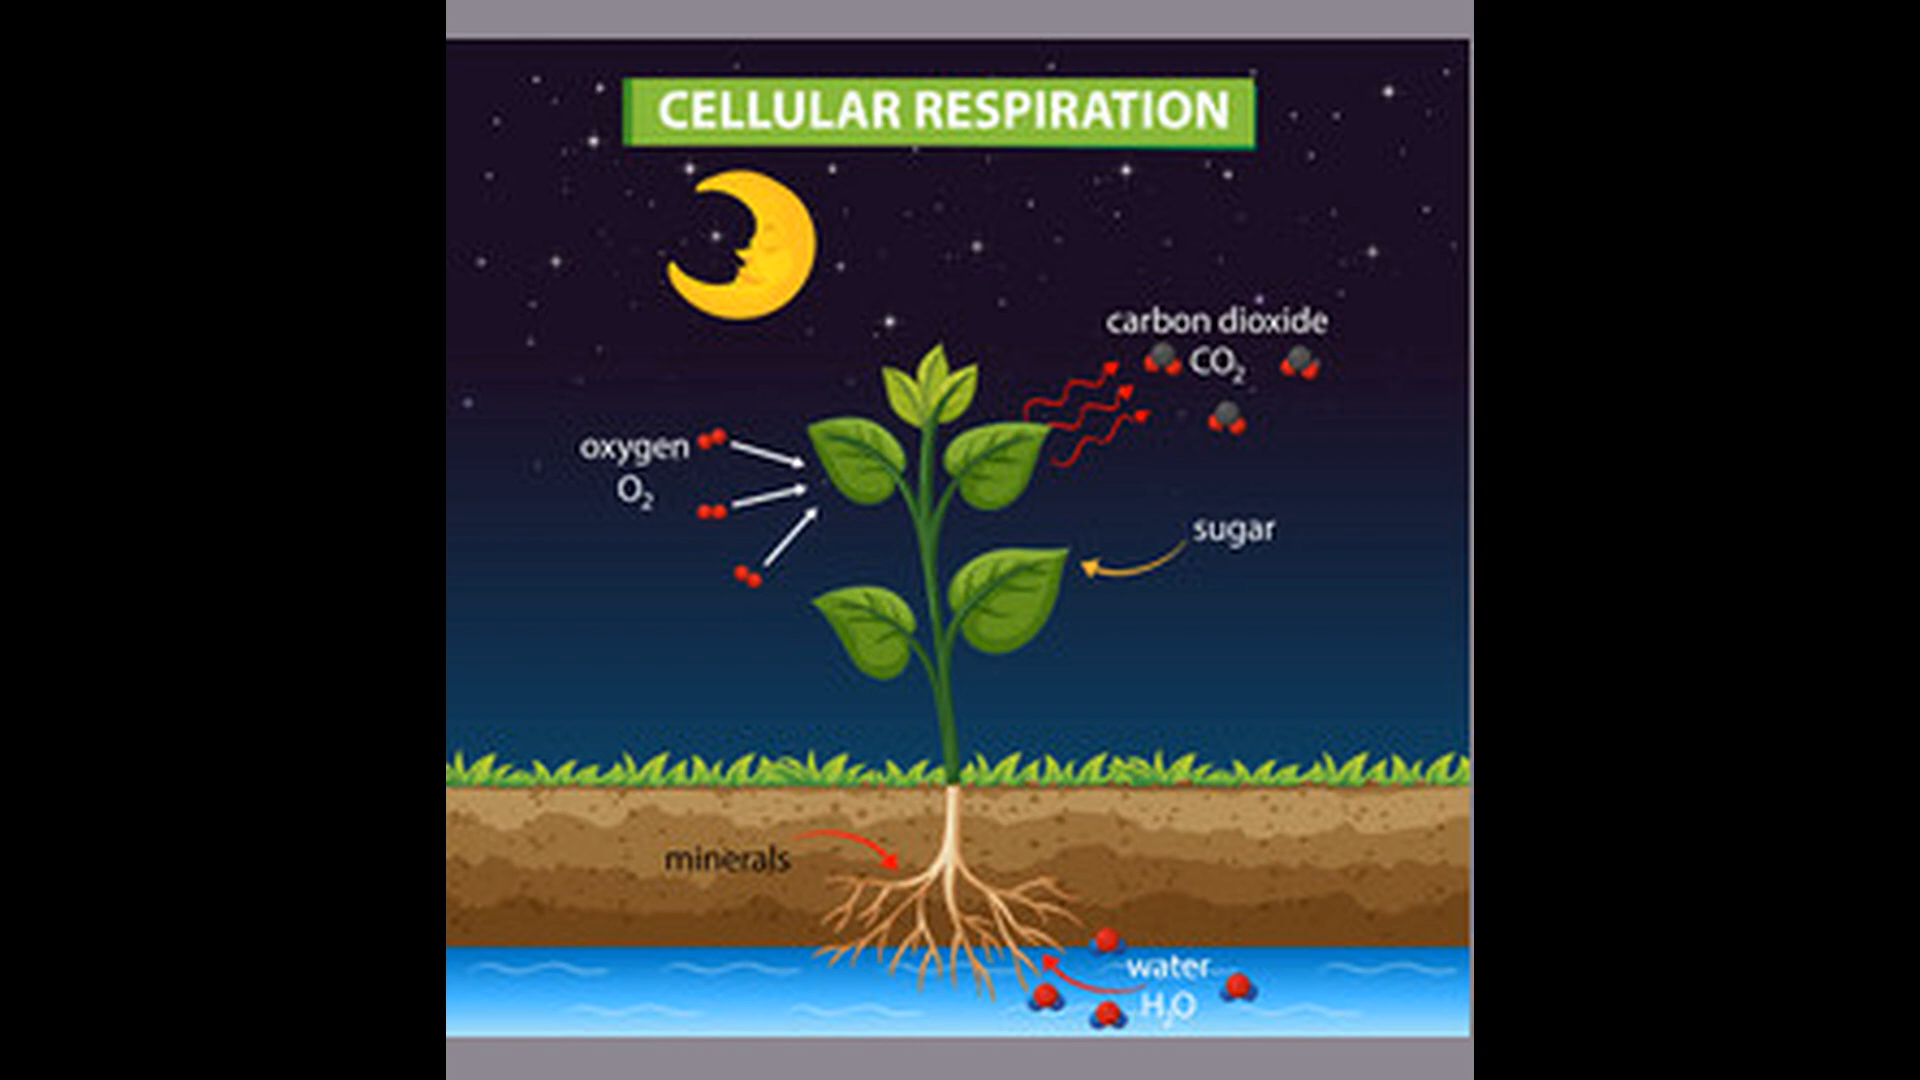 CELLULAR RESPIRATION
carbon dioxide
CO₂
oxygen
O₂
sugar
minerals
water
H₂O